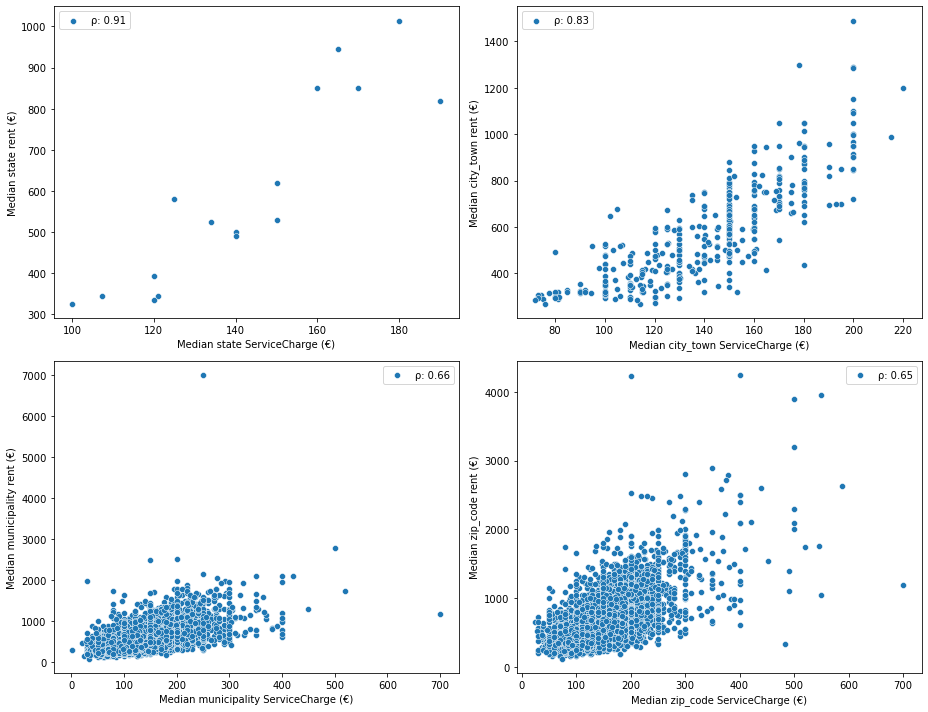 ρ: 0.91
1000
900
800
700
600
500
400
300
Median state rent (€)
100 120 140 160 180
Median state ServiceCharge (€)
ρ: 0.83
1400
1200
1000
800
600
400
Median city_town rent (€)
80 100 120 140 160 180 200 220
Median city_town ServiceCharge (€)
ρ: 0.66
7000
6000
5000
4000
3000
2000
1000
0
Median municipality rent (€)
0 100 200 300 400 500 600 700
Median municipality ServiceCharge (€)
ρ: 0.65
4000
3000
2000
1000
0
Median zip_code rent (€)
0 100 200 300 400 500 600 700
Median zip_code ServiceCharge (€)